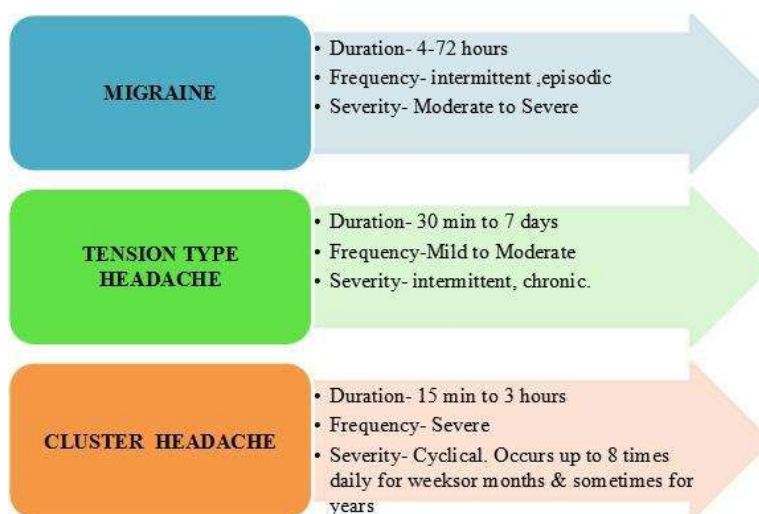 MIGRAINE
• Duration- 4-72 hours
• Frequency- intermittent ,episodic
• Severity- Moderate to Severe
TENSION TYPE
HEADACHE
• Duration- 30 min to 7 days
• Frequency-Mild to Moderate
• Severity- intermittent, chronic.
CLUSTER HEADACHE
• Duration- 15 min to 3 hours
• Frequency- Severe
• Severity- Cyclical. Occurs up to 8 times
daily for weeksor months & sometimes for
years